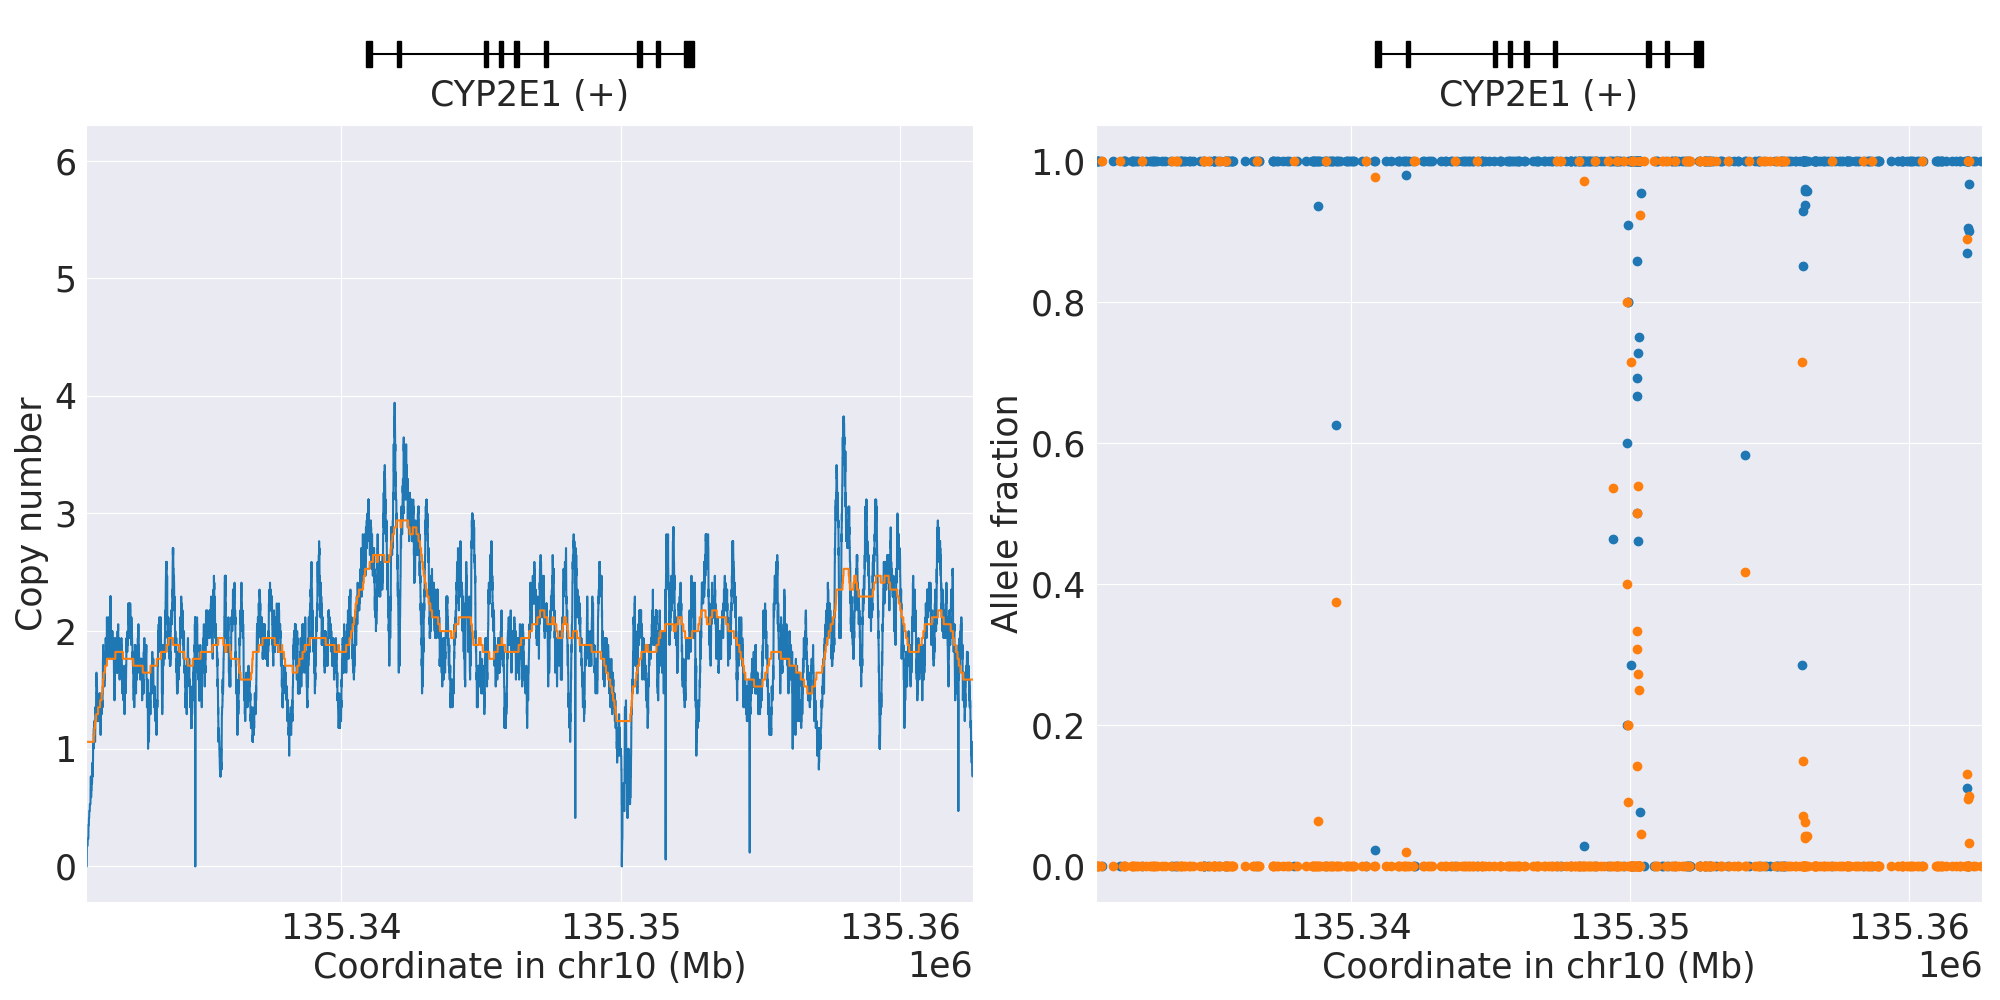 CYP2E1 (+)
6
5
4
3
2
1
0
Copy number
135.34 135.35 135.36
Coordinate in chr10 (Mb)
1e6
CYP2E1 (+)
1.0
0.8
0.6
0.4
0.2
0.0
Allele fraction
135.34 135.35 135.36
Coordinate in chr10 (Mb)
1e6